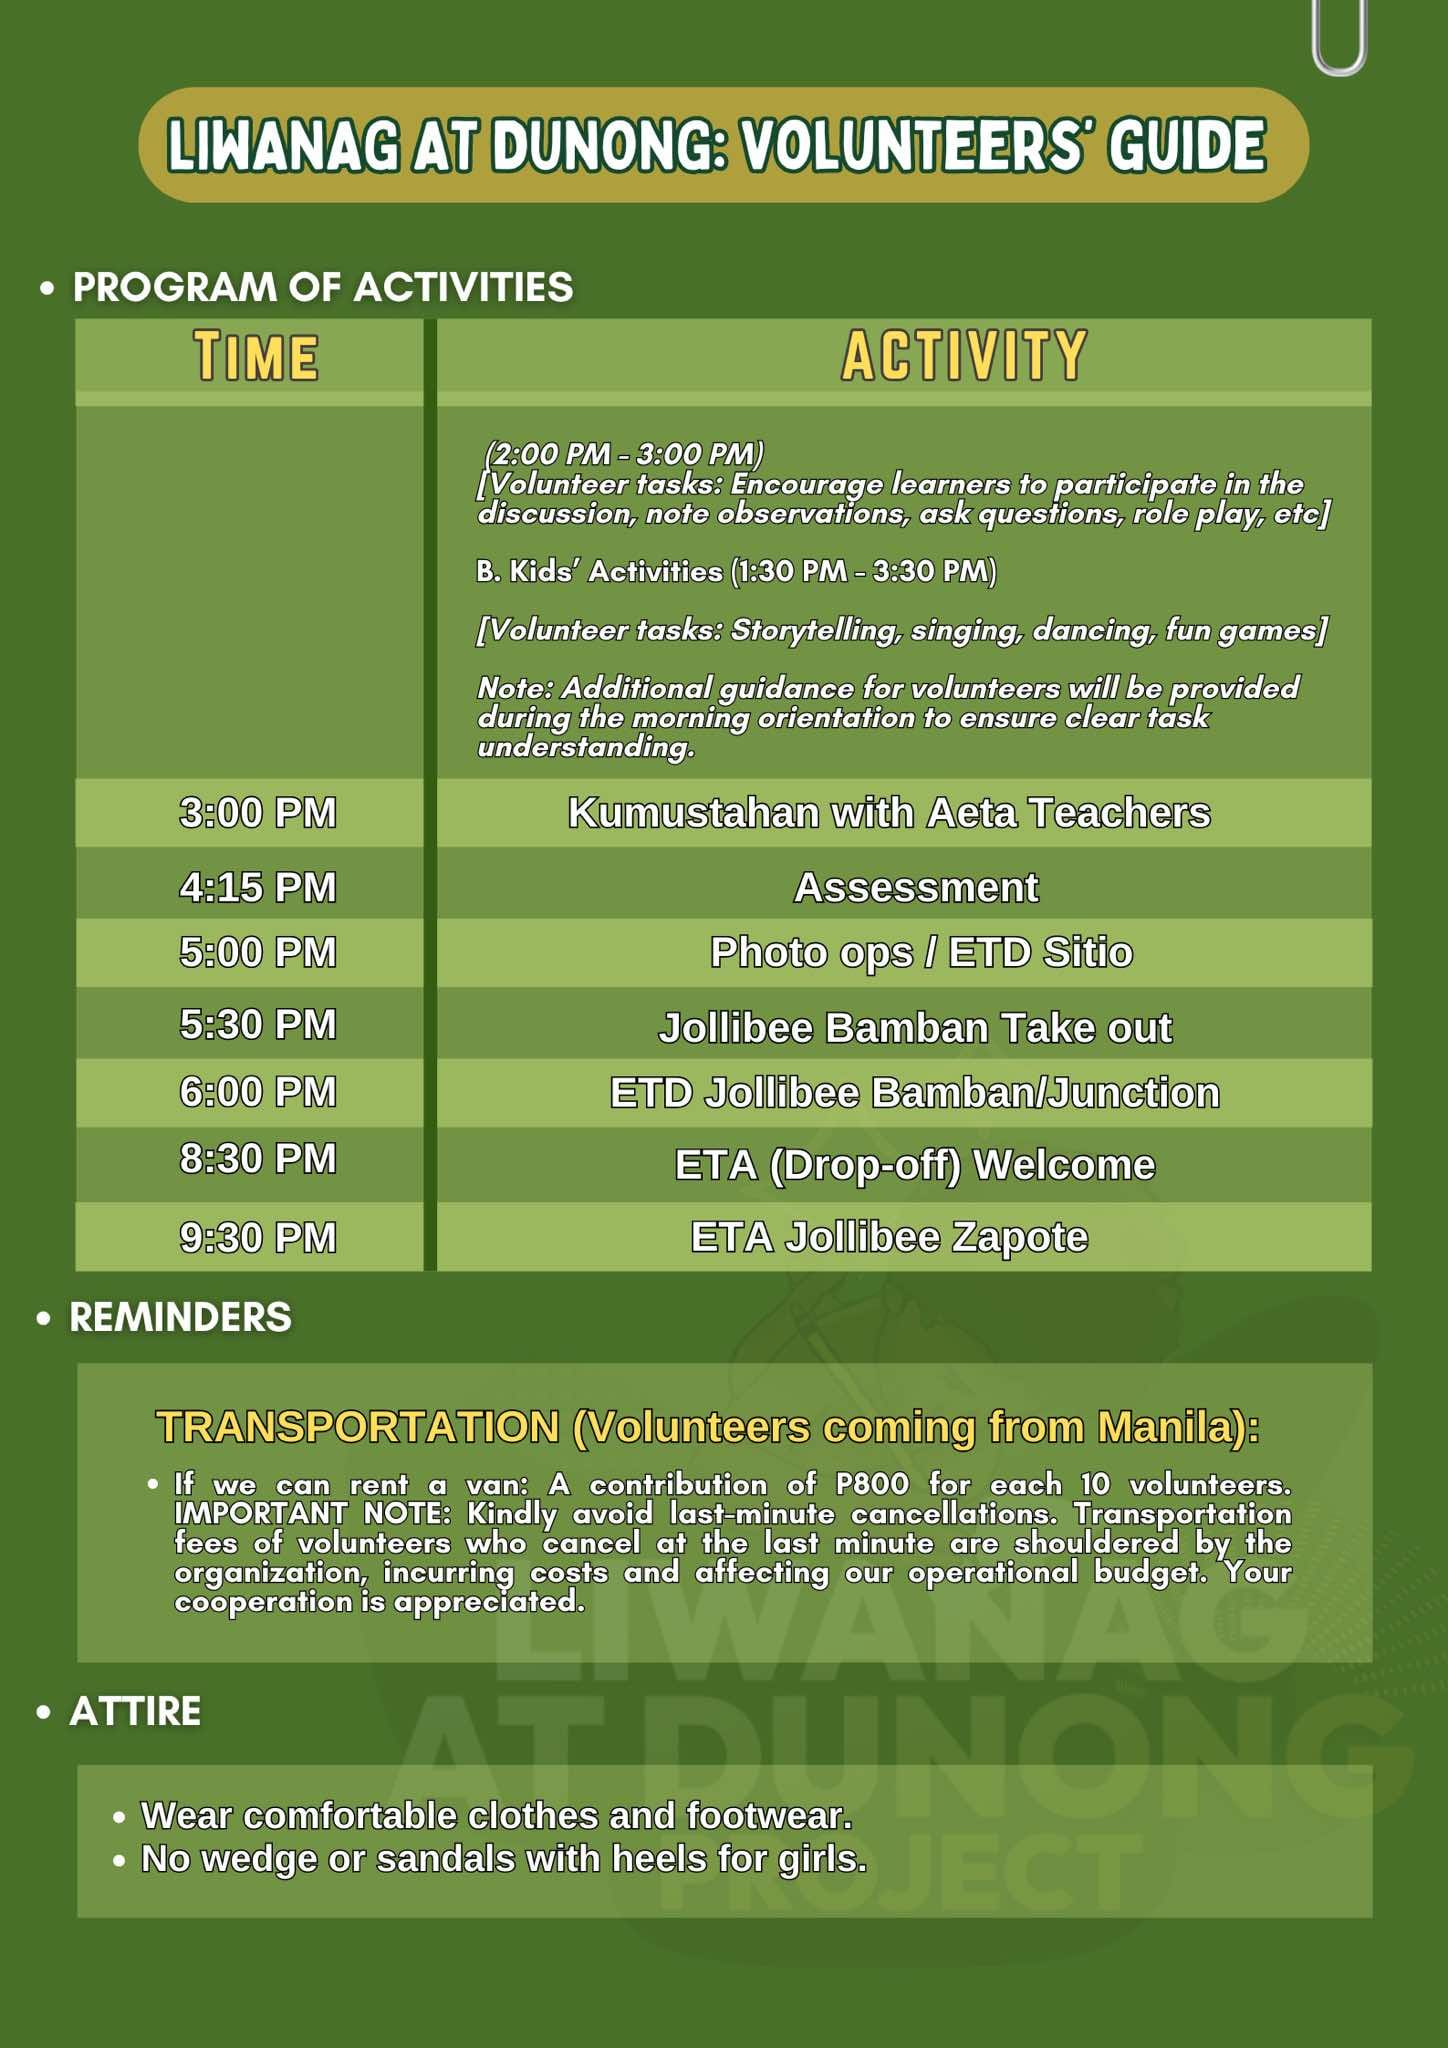 LIWANAG AT DUNONG: VOLUNTEERS' GUIDE
• PROGRAM OF ACTIVITIES
TIME ACTIVITY
(2:00 PM - 3:00 PM)
[Volunteer tasks: Encourage learners to participate in the
discussion, note observations, ask questions, role play, etc]
B. Kids' Activities (1:30 PM - 3:30 PM)
[Volunteer tasks: Storytelling, singing, dancing, fun games]
Note: Additional guidance for volunteers will be provided
during the morning orientation to ensure clear task
understanding.
3:00 PM Kumustahan with Aeta Teachers
4:15 PM Assessment
5:00 PM Photo ops / ETD Sitio
5:30 PM Jollibee Bamban Take out
6:00 PM ETD Jollibee Bamban/Junction
8:30 PM ETA (Drop-off) Welcome
9:30 PM ETA Jollibee Zapote
• REMINDERS
TRANSPORTATION (Volunteers coming from Manila):
• If we can rent a van: A contribution of P800 for each 10 volunteers.
IMPORTANT NOTE: Kindly avoid last-minute cancellations. Transportation
fees of volunteers who cancel at the last minute are shouldered by the
organization, incurring costs and affecting our operational budget. Your
cooperation is appreciated.
• ATTIRE
• Wear comfortable clothes and footwear.
• No wedge or sandals with heels for girls.
LIWANAG
AT DUNONG
PROJECT